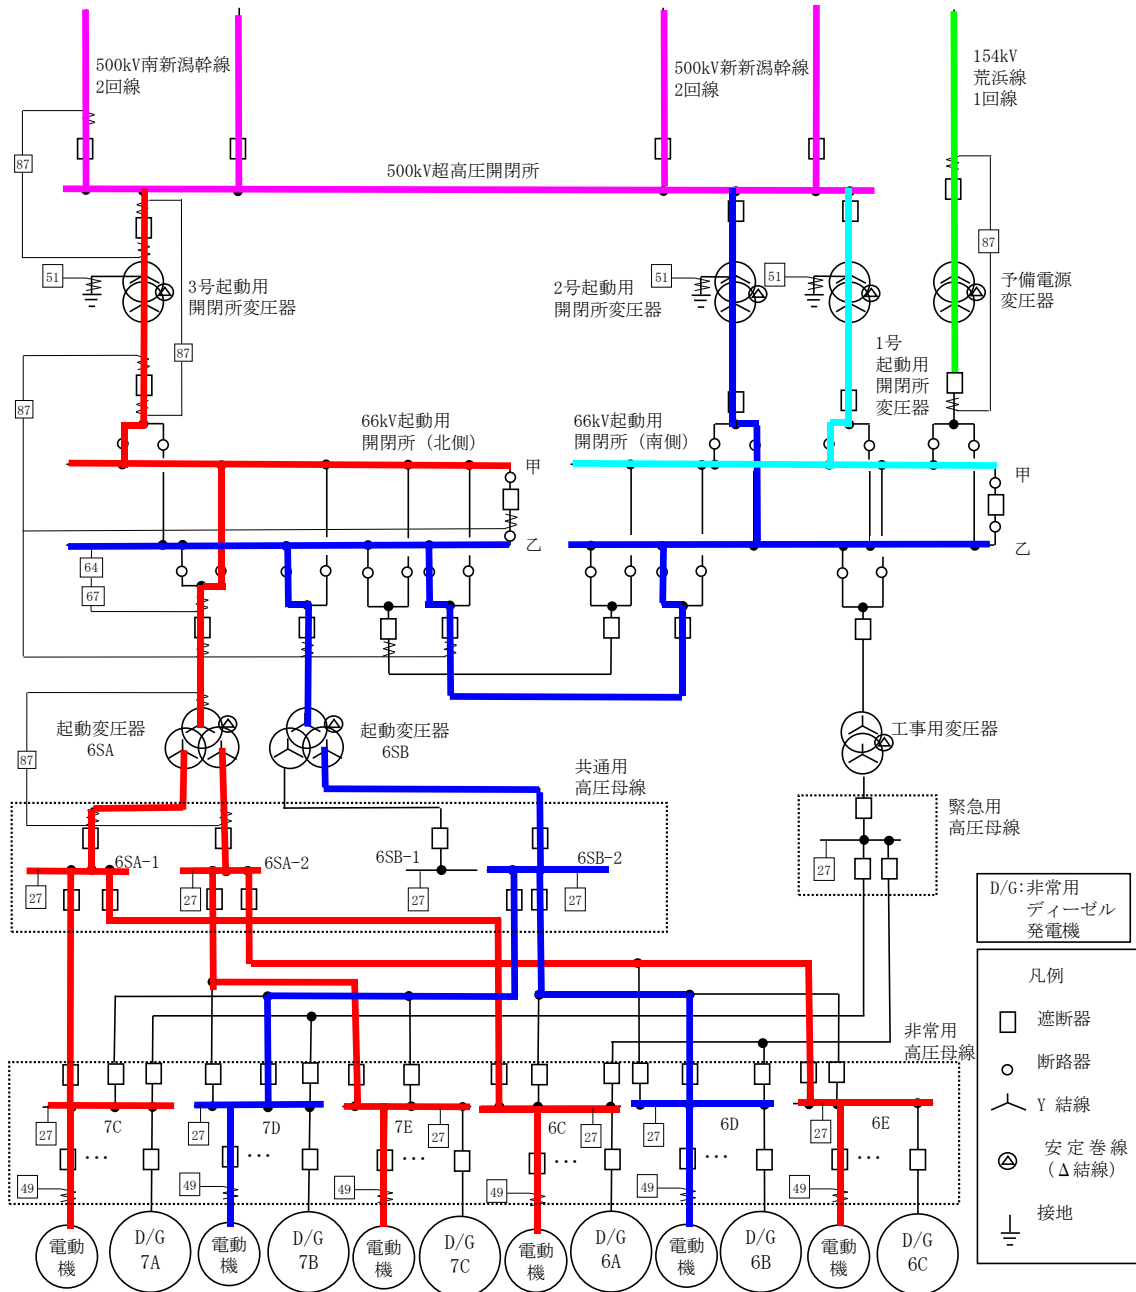 500kV南新潟幹線
2回線
500kV新新潟幹線
2回線
154kV
荒浜線
1回線
87
500kV超高圧開閉所
87
51
3号起動用
開閉所変圧器
51
2号起動用
開閉所変圧器
51
予備電源
変圧器
87
1号
起動用
開閉所
変圧器
87
66kV起動用
開閉所（北側）
66kV起動用
開閉所（南側）
甲
甲
乙
乙
64
67
起動変圧器
6SA
起動変圧器
6SB
工事用変圧器
87
共通用
高圧母線
緊急用
高圧母線
6SA-1
6SA-2
6SB-1
6SB-2
27
27
27
27
27
D/G:非常用
ディーゼル
発電機
凡例
遮断器
断路器
Y 結線
安定巻線
(Δ結線)
接地
非常用
高圧母線
7C
7D
7E
6C
6D
6E
27
27
27
27
27
27
…
…
…
…
…
…
49
49
49
49
49
49
電動
機
D/G
7A
電動
機
D/G
7B
電動
機
D/G
7C
電動
機
D/G
6A
電動
機
D/G
6B
電動
機
D/G
6C